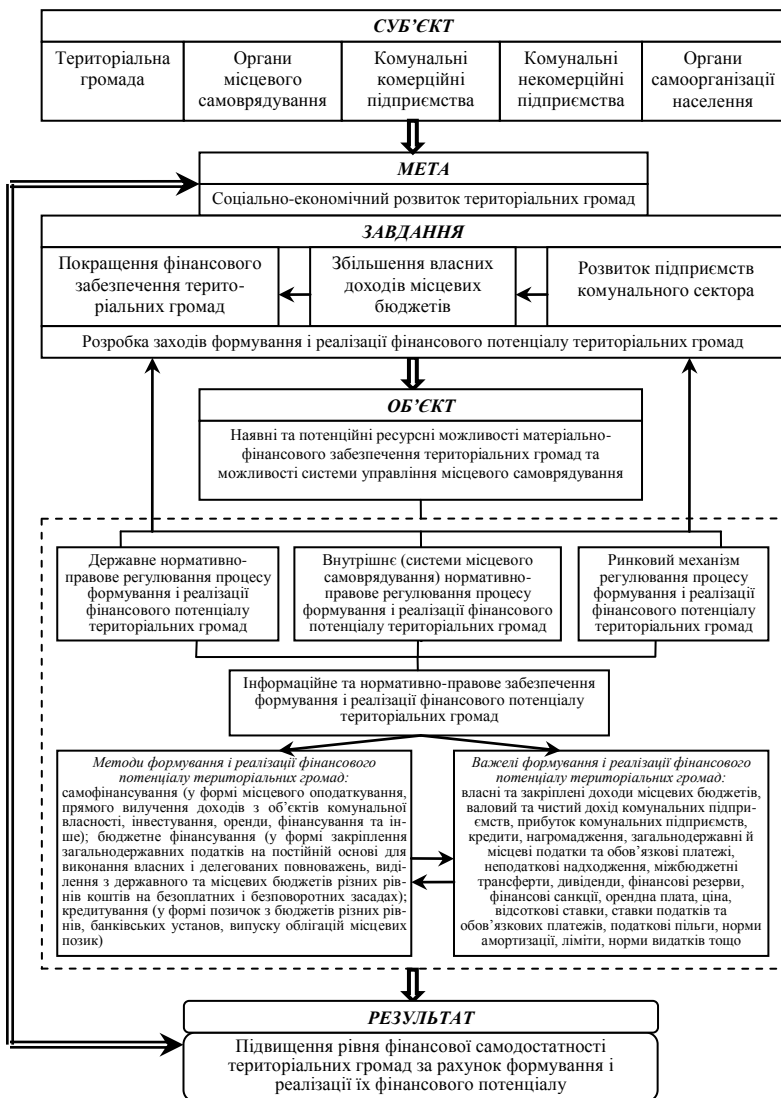 СУБ’ЄКТ
Територіальна
громада
Органи
місцевого
самоврядування
Комунальні
комерційні
підприємства
Комунальні
некомерційні
підприємства
Органи
самоорганізації
населення
МЕТА
Соціально-економічний розвиток територіальних громад
ЗАВДАННЯ
Покращення фінансового
забезпечення терито-
ріальних громад
Збільшення власних
доходів місцевих
бюджетів
Розвиток підприємств
комунального сектора
Розробка заходів формування і реалізації фінансового потенціалу територіальних громад
ОБ’ЄКТ
Наявні та потенційні ресурсні можливості матеріально-
фінансового забезпечення територіальних громад та
можливості системи управління місцевого самоврядування
Державне нормативно-
правове регулювання процесу
формування і реалізації
фінансового потенціалу
територіальних громад
Внутрішнє (системи місцевого
самоврядування) нормативно-
правове регулювання процесу
формування і реалізації фінансового
потенціалу територіальних громад
Ринковий механізм
регулювання процесу
формування і реалізації
фінансового потенціалу
територіальних громад
Інформаційне та нормативно-правове забезпечення
формування і реалізації фінансового потенціалу
територіальних громад
Методи формування і реалізації фінансового
потенціалу територіальних громад:
самофінансування (у формі місцевого оподаткування,
прямого вилучення доходів з об’єктів комунальної
власності, інвестування, оренди, фінансування та ін-
ше); бюджетне фінансування (у формі закріплення
загальнодержавних податків на постійній основі для
виконання власних і делегованих повноважень, виді-
лення з державного та місцевих бюджетів різних рів-
нів коштів на безоплатних і безповоротних засадах);
кредитування (у формі позичок з бюджетів різних рів-
нів, банківських установ, випуску облігацій місцевих
позик)
Важелі формування і реалізації фінансового
потенціалу територіальних громад:
власні та закріплені доходи місцевих бюджетів,
валовий та чистий дохід комунальних підпри-
ємств, прибуток комунальних підприємств,
кредити, нагромадження, загальнодержавні й
місцеві податки та обов’язкові платежі,
неподаткові надходження, міжбюджетні
трансферти, дивіденди, фінансові резерви,
фінансові санкції, орендна плата, ціна,
відсоткові ставки, ставки податків та
обов’язкових платежів, податкові пільги, норми
амортизації, ліміти, норми видатків тощо
РЕЗУЛЬТАТ
Підвищення рівня фінансової самодостатності
територіальних громад за рахунок формування і
реалізації їх фінансового потенціалу